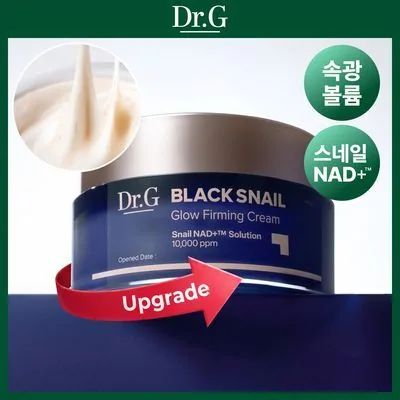 Dr.G
속광
볼륨
스네일
NAD+™
Dr.G BLACK SNAIL
Glow Firming Cream
Snail NAD+™ Solution
10,000 ppm
Opened Date :
Upgrade